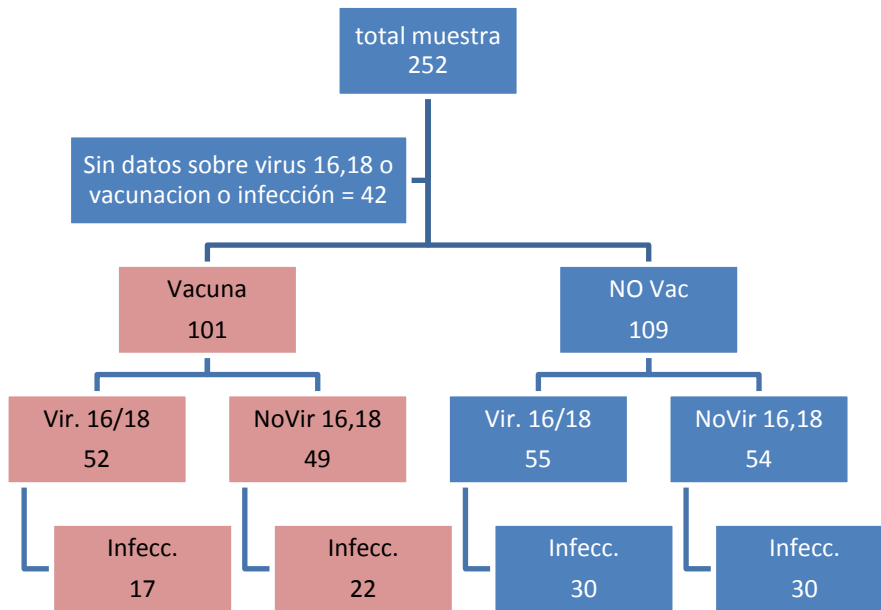 total muestra
252
Sin datos sobre virus 16,18 o
vacunacion o infección = 42
Vacuna
101
NO Vac
109
Vir. 16/18
52
NoVir 16,18
49
Vir. 16/18
55
NoVir 16,18
54
Infecc.
17
Infecc.
22
Infecc.
30
Infecc.
30